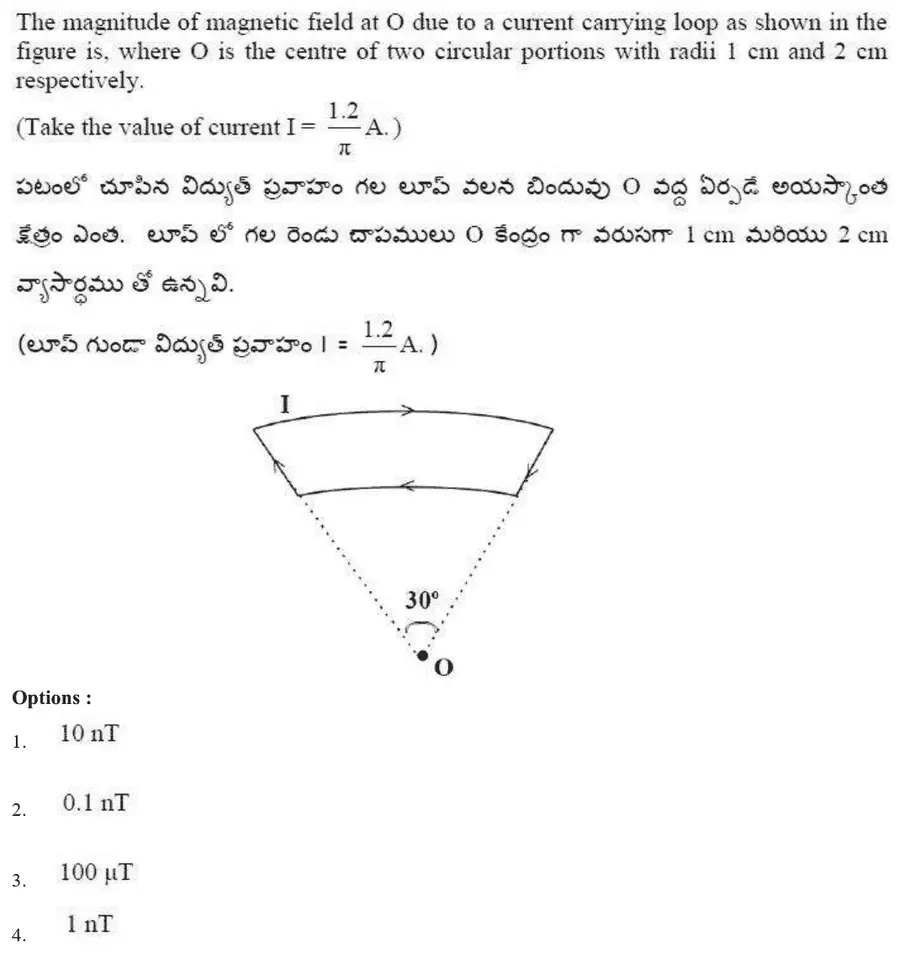 The magnitude of magnetic field at O due to a current carrying loop as shown in the
figure is, where O is the centre of two circular portions with radii 1 cm and 2 cm
respectively.
(Take the value of current I = 1.2/π A.)
పటంలో చూపిన విద్యుత్ ప్రవాహం గల లూప్ వలన బిందువు O వద్ద ఏర్పడే అయస్కాంత
క్షేత్రం ఎంత. లూప్ లో గల రెండు చాపములు O కేంద్రం గా వరుసగా 1 cm మరియు 2 cm
వ్యాసార్ధము తో ఉన్నవి.
(లూప్ గుండా విద్యుత్ ప్రవాహం I = 1.2/π A. )
I
30º
O
Options :
1. 10 nT
2. 0.1 nT
3. 100 μT
4. 1 nT